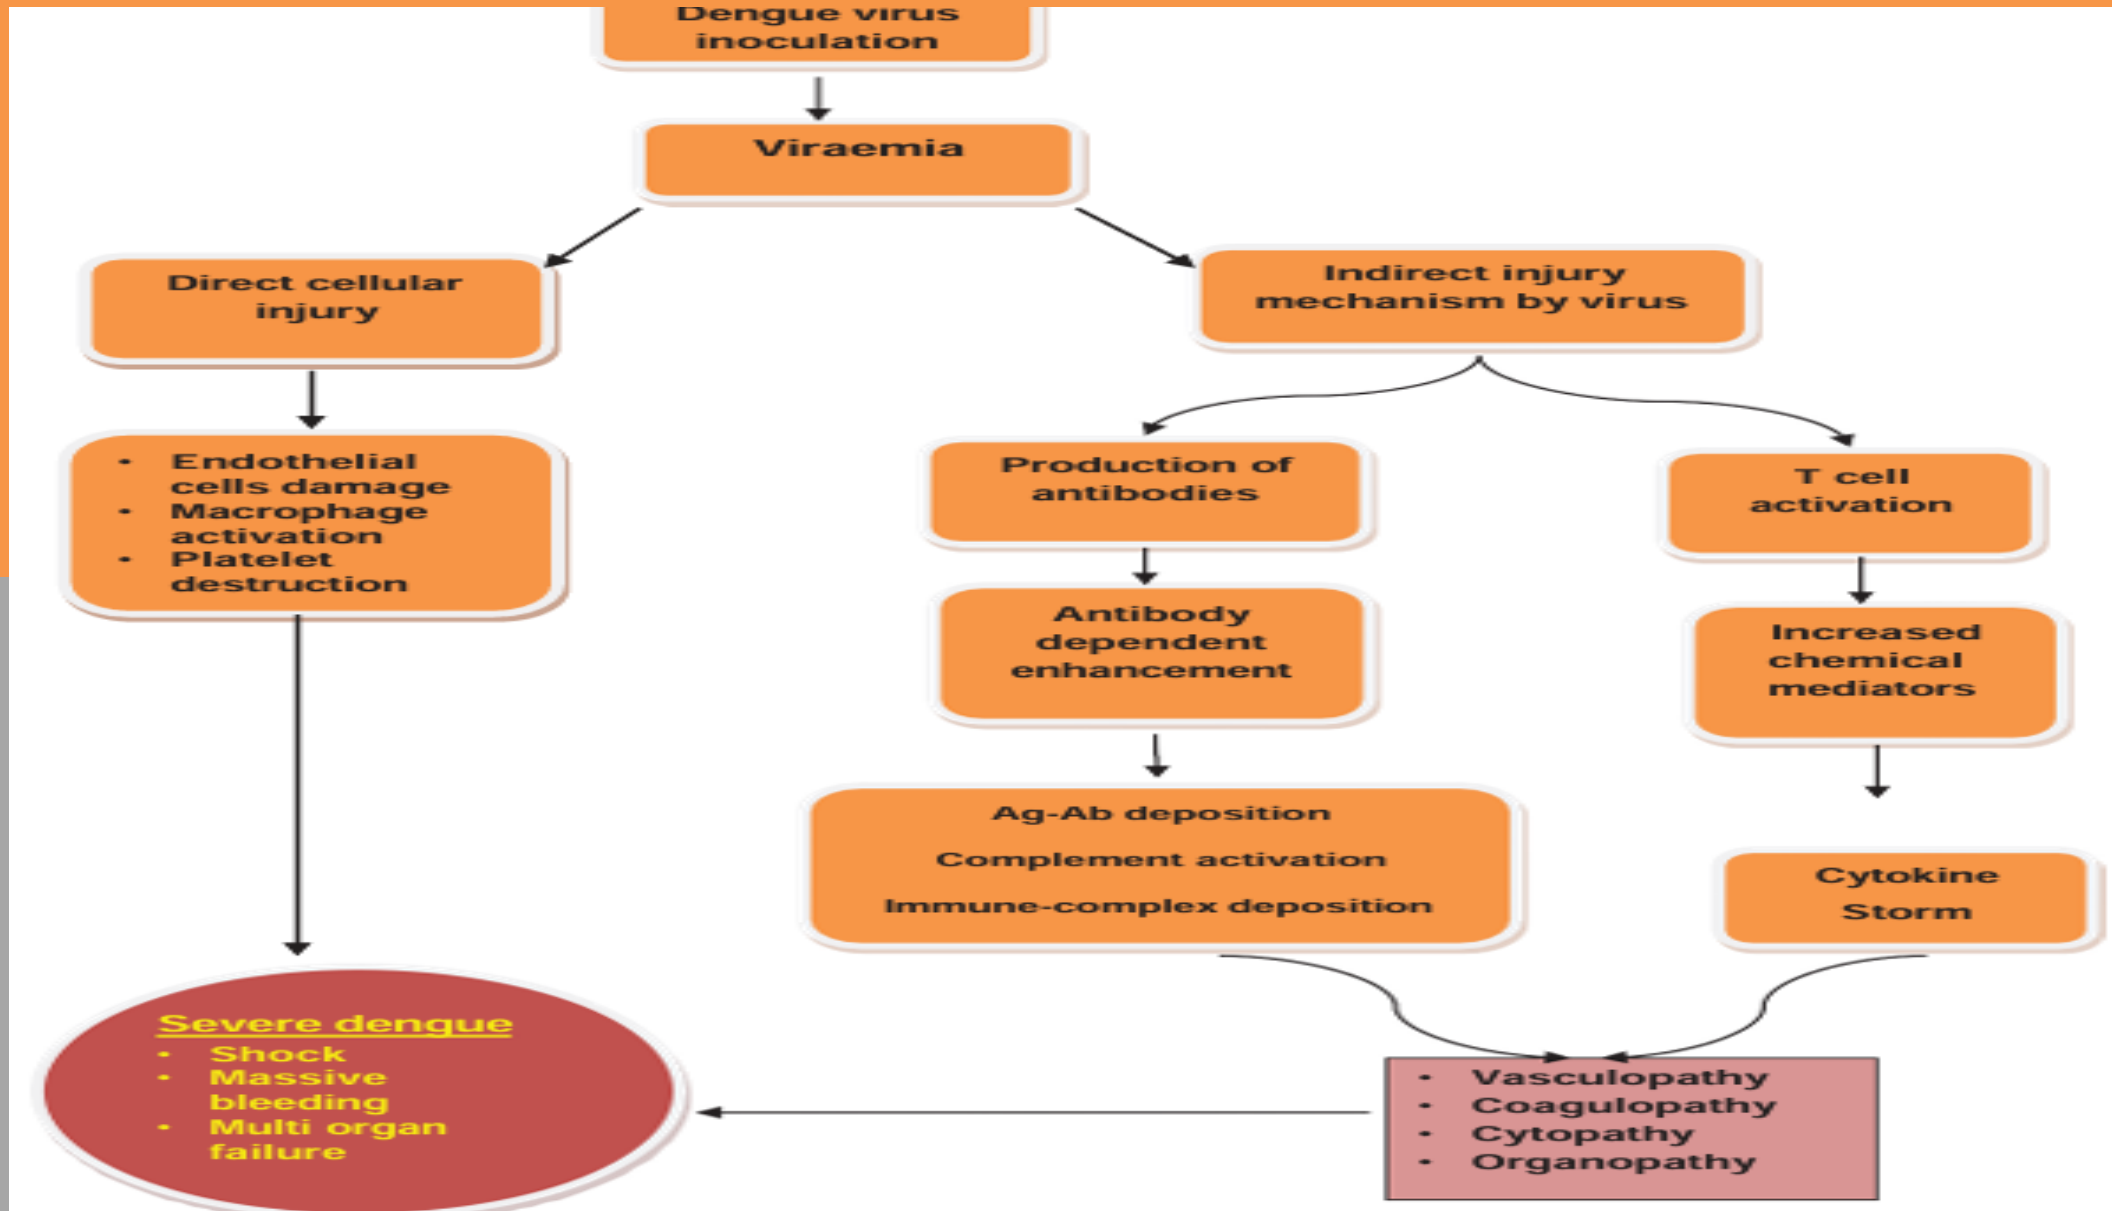 Dengue virus
inoculation
Viraemia
Direct cellular
injury
Indirect injury
mechanism by virus
• Endothelial
cells damage
• Macrophage
activation
• Platelet
destruction
Production of
antibodies
T cell
activation
Antibody
dependent
enhancement
Increased
chemical
mediators
Ag-Ab deposition
Complement activation
Immune-complex deposition
Cytokine
Storm
Severe dengue
• Shock
• Massive
bleeding
• Multi organ
failure
• Vasculopathy
• Coagulopathy
• Cytopathy
• Organopathy